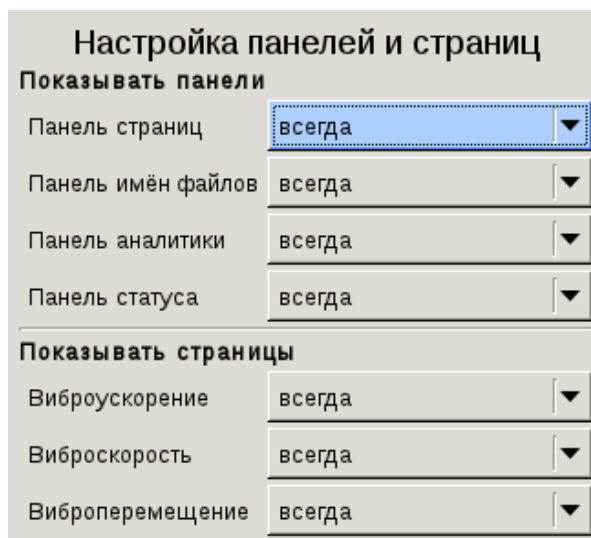 Настройка панелей и страниц
Показывать панели
Панель страниц всегда
Панель имён файлов всегда
Панель аналитики всегда
Панель статуса всегда
Показывать страницы
Виброускорение всегда
Виброскорость всегда
Виброперемещение всегда